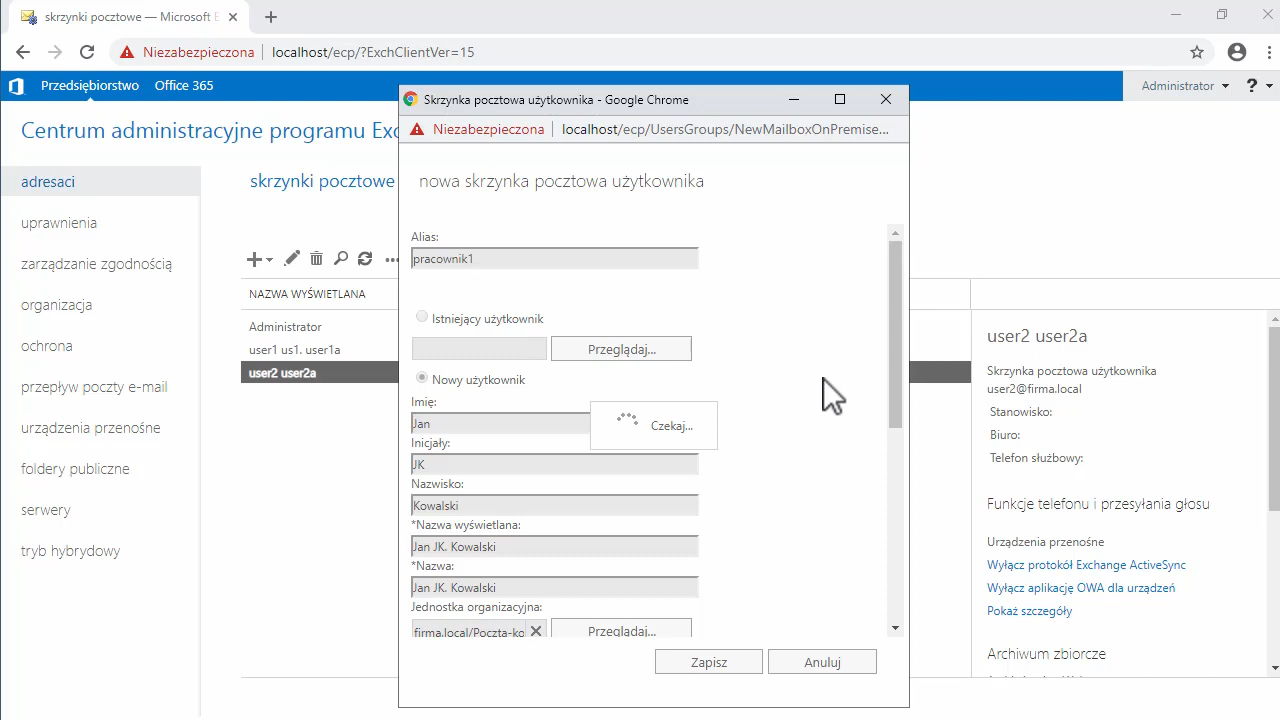 skrzynki pocztowe — Microsoft E
Niezabezpieczona
localhost/ecp/?ExchClientVer=15
Przedsiębiorstwo
Office 365
Administrator
?
Centrum administracyjne programu Exc
adresaci
uprawnienia
zarządzanie zgodnością
organizacja
ochrona
przepływ poczty e-mail
urządzenia przenośne
foldery publiczne
serwery
tryb hybrydowy
skrzynki pocztowe
NAZWA WYŚWIETLANA
Administrator
user1 us1. user1a
user2 user2a
Skrzynka pocztowa użytkownika - Google Chrome
Niezabezpieczona
localhost/ecp/UsersGroups/NewMailboxOnPremise...
nowa skrzynka pocztowa użytkownika
Alias:
pracownik1
Istniejący użytkownik
Przeglądaj...
Nowy użytkownik
Imię:
Jan
Czekaj...
Inicjały:
JK
Nazwisko:
Kowalski
*Nazwa wyświetlana:
Jan JK. Kowalski
*Nazwa:
Jan JK. Kowalski
Jednostka organizacyjna:
firma.local/Poczta-ko
Przeglądaj...
Zapisz
Anuluj
user2 user2a
Skrzynka pocztowa użytkownika
user2@firma.local
Stanowisko:
Biuro:
Telefon służbowy:
Funkcje telefonu i przesyłania głosu
Urządzenia przenośne
Wyłącz protokół Exchange ActiveSync
Wyłącz aplikację OWA dla urządzeń
Pokaż szczegóły
Archiwum zbiorcze